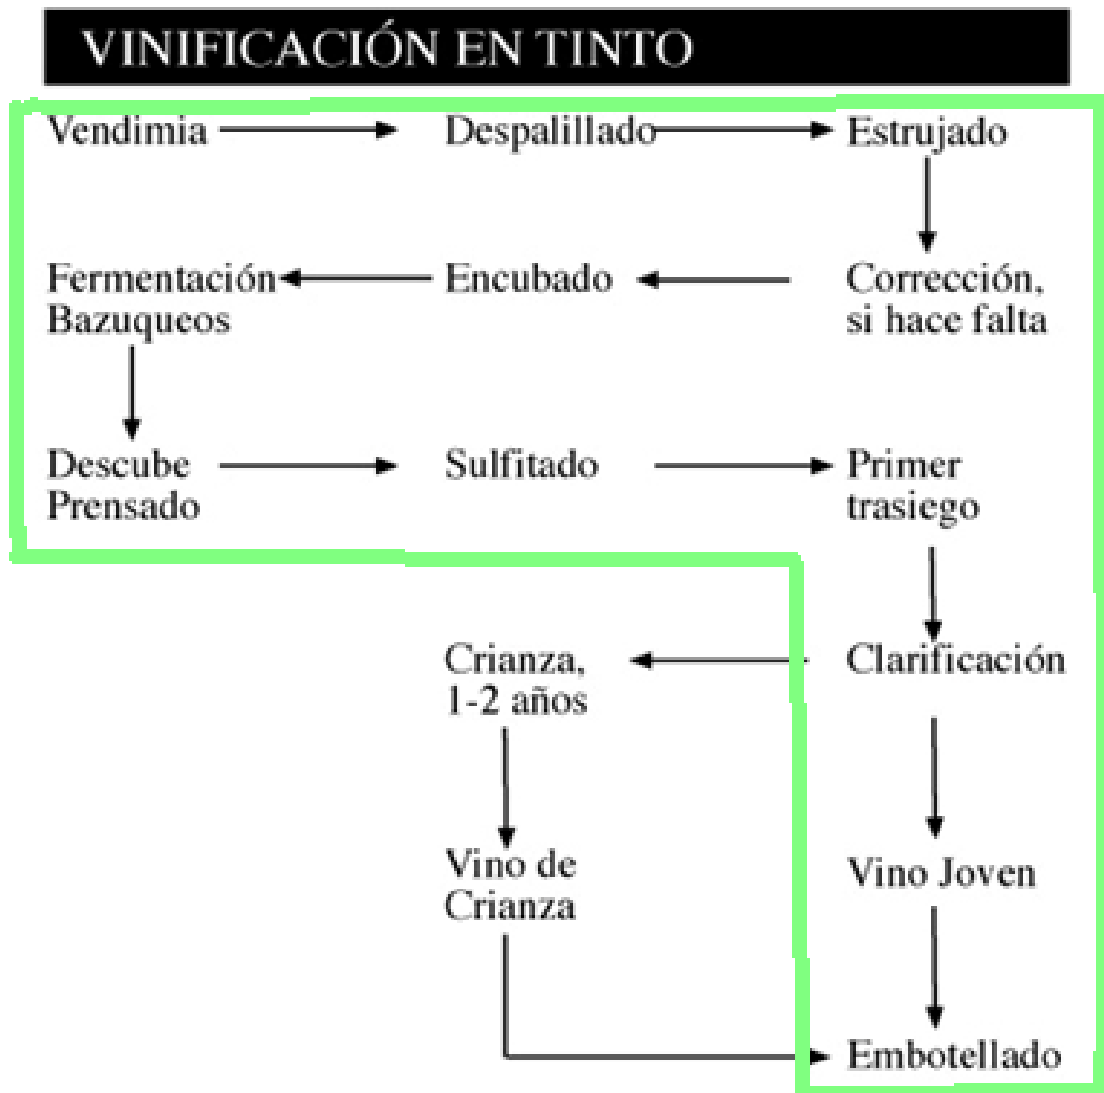 VINIFICACIÓN EN TINTO
Vendimia
Despalillado
Estrujado
Fermentación
Bazuqueos
Encubado
Corrección,
si hace falta
Descube
Prensado
Sulfitado
Primer
trasiego
Crianza,
1-2 años
Clarificación
Vino de
Crianza
Vino Joven
Embotellado